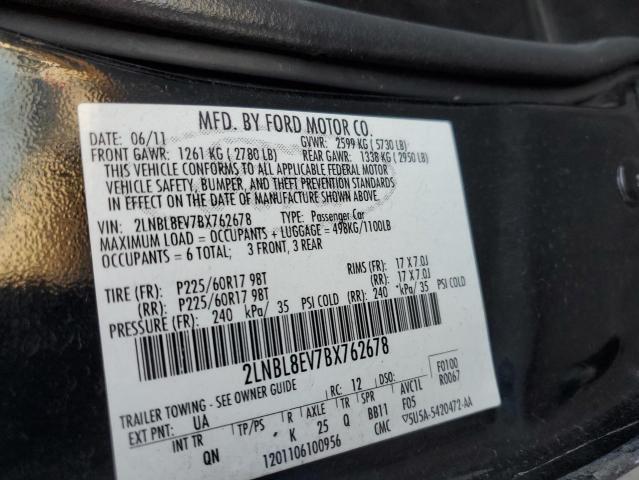 MFD. BY FORD MOTOR CO.
DATE: 06/11 GVWR: 2599 KG ( 5730 LB)
FRONT GAWR: 1261 KG ( 2780 LB) REAR GAWR: 1338 KG ( 2950 LB)
THIS VEHICLE CONFORMS TO ALL APPLICABLE FEDERAL MOTOR
VEHICLE SAFETY, BUMPER, AND THEFT PREVENTION STANDARDS
IN EFFECT ON THE DATE OF MANUFACTURE SHOWN ABOVE.
VIN: 2LNBL8EV7BX762678 TYPE: Passenger Car
MAXIMUM LOAD = OCCUPANTS + LUGGAGE = 498KG/1100LB
OCCUPANTS = 6 TOTAL; 3 FRONT, 3 REAR
TIRE (FR): P225/60R17 98T RIMS (FR): 17 X 7.0J
(RR): P225/60R17 98T (RR): 17 X 7.0J
PRESSURE (FR): 240 kPa/ 35 PSI COLD (RR): 240 kPa/ 35 PSI COLD
2LNBL8EV7BX762678
TRAILER TOWING - SEE OWNER GUIDE RC: 12 DSO: F0100
EXT PNT: UA R0067
INT TR TP/PS R AXLE TR SPR AVC1L
QN K 25 Q BB11 F05
1201106100956 CMC 5U5A-5420472-AA